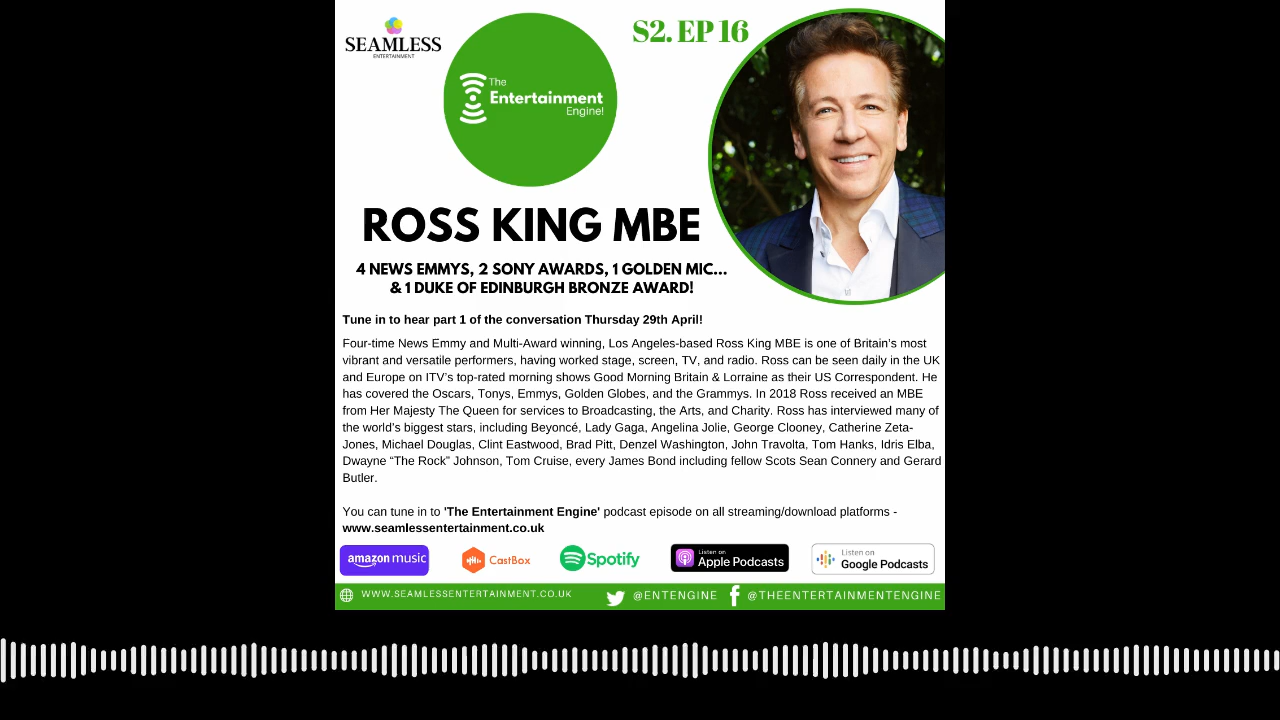 SEAMLESS
ENTERTAINMENT
The
Entertainment
Engine!
S2. EP 16
ROSS KING MBE
4 NEWS EMMYS, 2 SONY AWARDS, 1 GOLDEN MIC...
& 1 DUKE OF EDINBURGH BRONZE AWARD!
Tune in to hear part 1 of the conversation Thursday 29th April!
Four-time News Emmy and Multi-Award winning, Los Angeles-based Ross King MBE is one of Britain's most
vibrant and versatile performers, having worked stage, screen, TV, and radio. Ross can be seen daily in the UK
and Europe on ITV's top-rated morning shows Good Morning Britain & Lorraine as their US Correspondent. He
has covered the Oscars, Tonys, Emmys, Golden Globes, and the Grammys. In 2018 Ross received an MBE
from Her Majesty The Queen for services to Broadcasting, the Arts, and Charity. Ross has interviewed many of
the world's biggest stars, including Beyoncé, Lady Gaga, Angelina Jolie, George Clooney, Catherine Zeta-
Jones, Michael Douglas, Clint Eastwood, Brad Pitt, Denzel Washington, John Travolta, Tom Hanks, Idris Elba,
Dwayne “The Rock” Johnson, Tom Cruise, every James Bond including fellow Scots Sean Connery and Gerard
Butler.
You can tune in to 'The Entertainment Engine' podcast episode on all streaming/download platforms -
www.seamlessentertainment.co.uk
amazon music
CastBox
Spotify
Listen on
Apple Podcasts
Listen on
Google Podcasts
WWW.SEAMLESSENTERTAINMENT.CO.UK
@ENTENGINE
@THEENTERTAINMENTENGINE